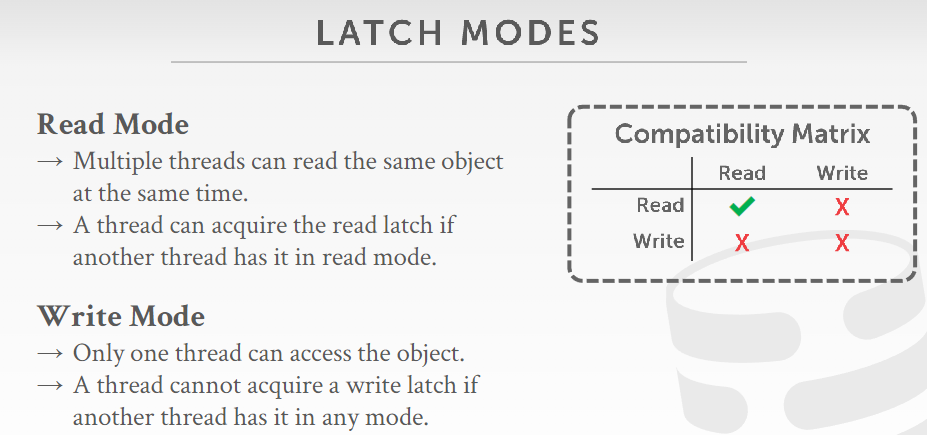 LATCH MODES
Read Mode
→ Multiple threads can read the same object
at the same time.
→ A thread can acquire the read latch if
another thread has it in read mode.
Write Mode
→ Only one thread can access the object.
→ A thread cannot acquire a write latch if
another thread has it in any mode.
Compatibility Matrix
Read Write
Read ✔ X
Write X X